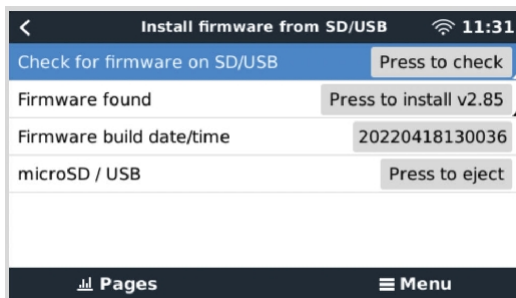 Install firmware from SD/USB 11:31
Check for firmware on SD/USB Press to check
Firmware found Press to install v2.85
Firmware build date/time 20220418130036
microSD / USB Press to eject
Pages Menu